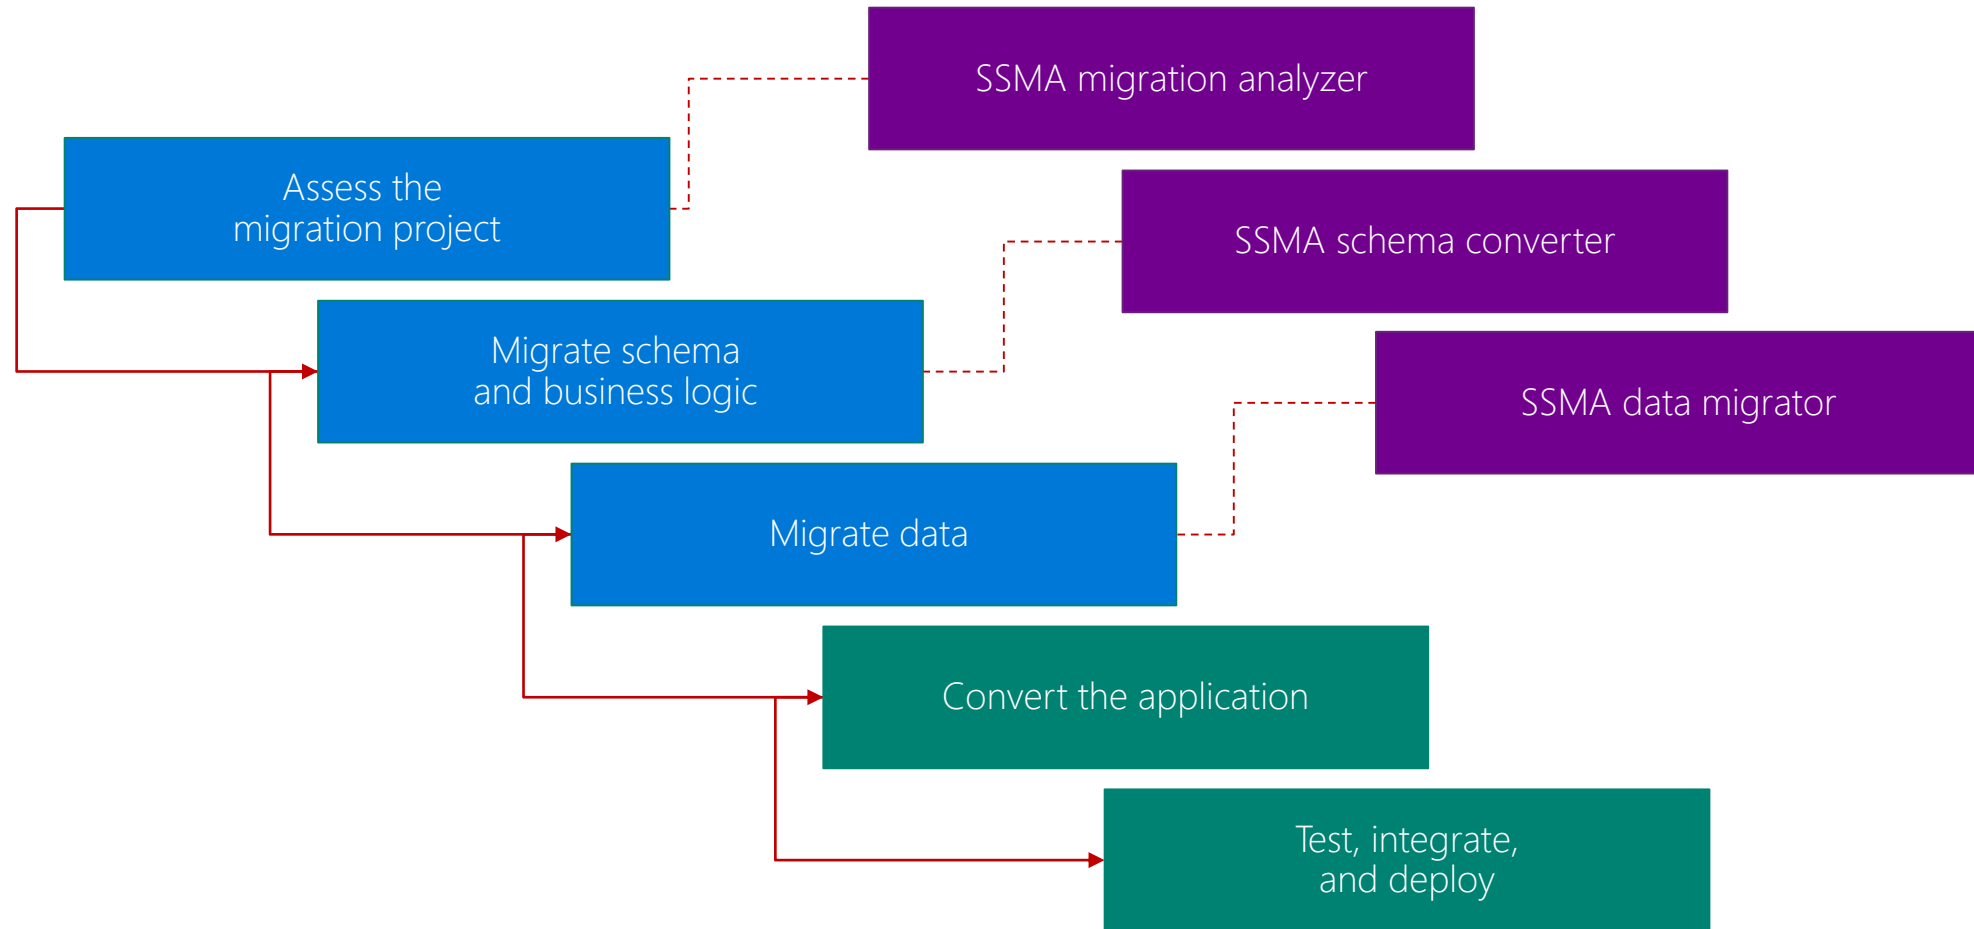 SSMA migration analyzer
Assess the
migration project
SSMA schema converter
Migrate schema
and business logic
SSMA data migrator
Migrate data
Convert the application
Test, integrate,
and deploy